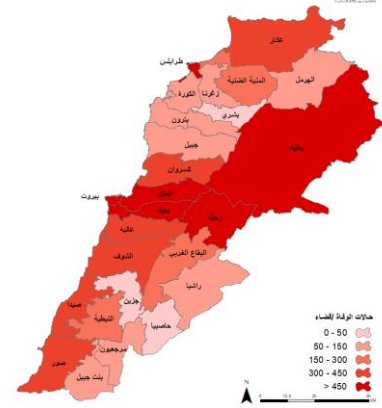 عكار
طرابلس
المنية الضنية
الهرمل
زغرتا
الكورة
بشري
بترون
بعلبك
جبيل
كسروان
المتن
بيروت
بعبدا
زحلة
عاليه
البقاع الغربي
الشوف
راشيا
جزين
صيدا
النبطية
حاصبيا
مرجعيون
صور
بنت جبيل
حالات الوفاة /قضاء
0 - 50
50 - 150
150 - 300
300 - 450
> 450
N